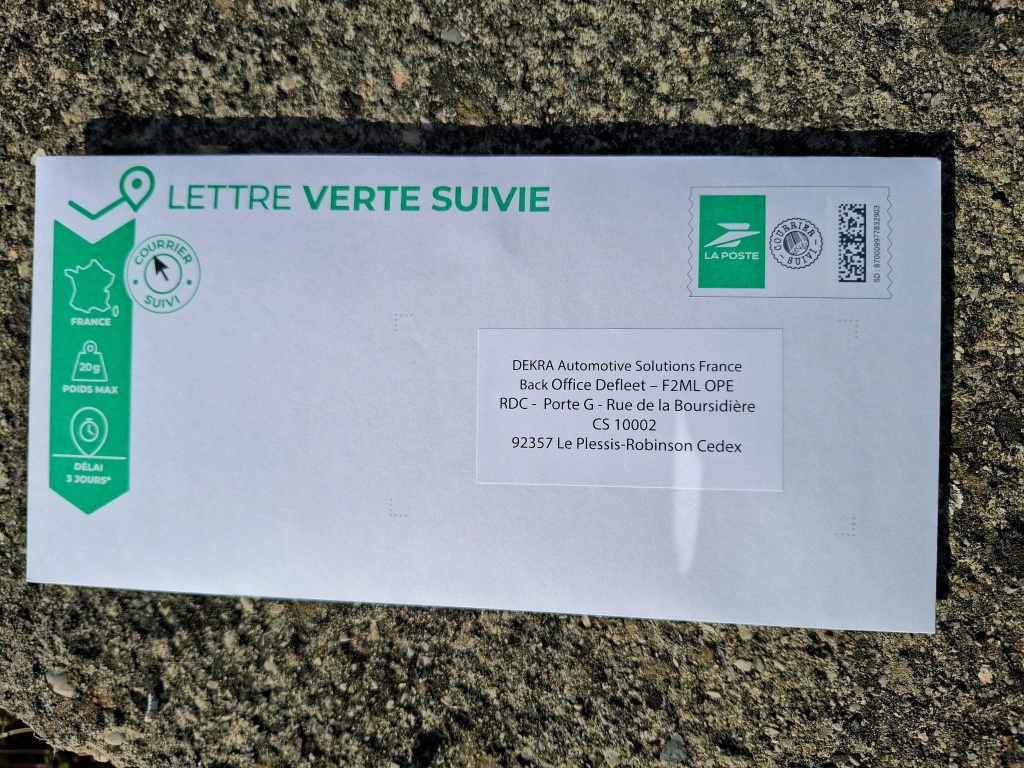 LETTRE VERTE SUIVIE
COURRIER
SUIVI
FRANCE
20g
POIDS MAX
DÉLAI
3 JOURS*
LA POSTE
COURRIER
SUIVI
SD : 87000997783290З
DEKRA Automotive Solutions France
Back Office Defleet – F2ML OPE
RDC - Porte G - Rue de la Boursidière
CS 10002
92357 Le Plessis-Robinson Cedex